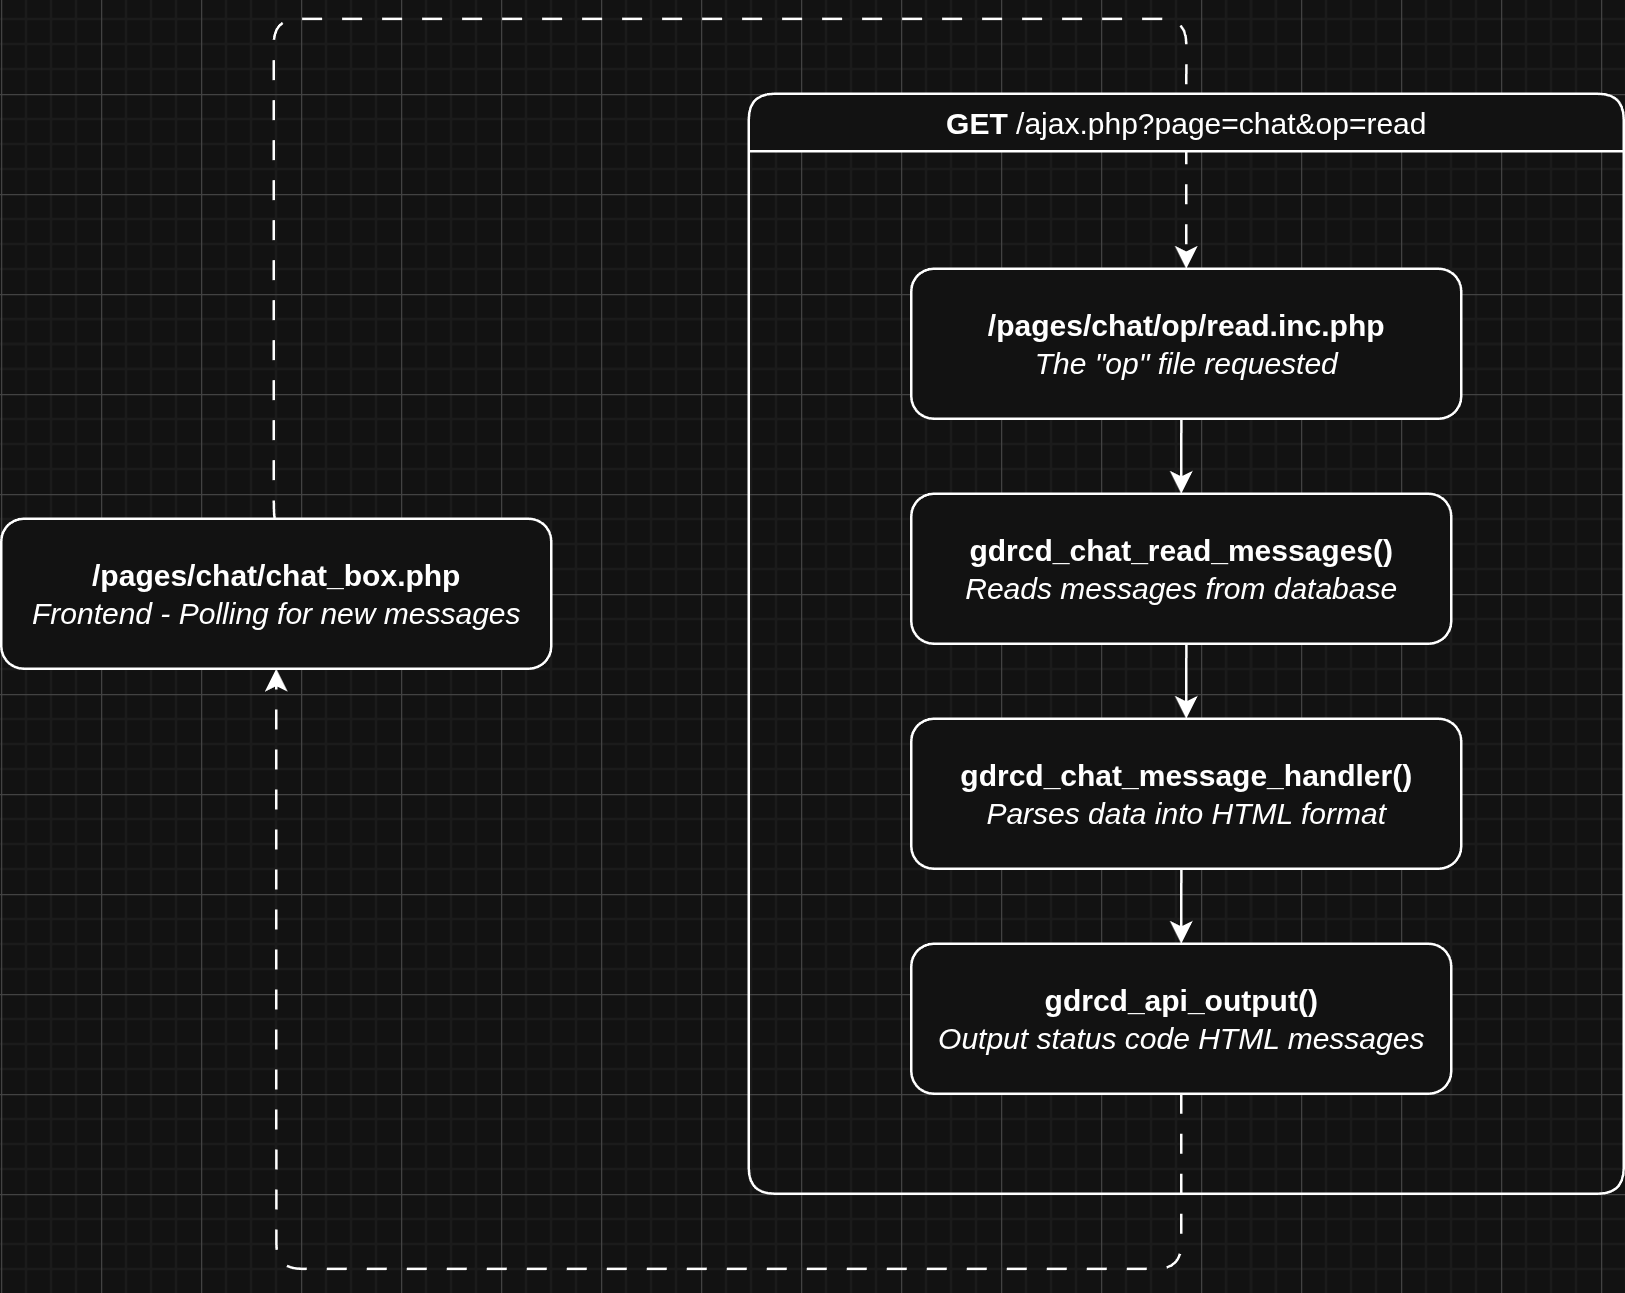 GET /ajax.php?page=chat&op=read
/pages/chat/op/read.inc.php
The "op" file requested
gdrcd_chat_read_messages()
Reads messages from database
/pages/chat/chat_box.php
Frontend - Polling for new messages
gdrcd_chat_message_handler()
Parses data into HTML format
gdrcd_api_output()
Output status code HTML messages